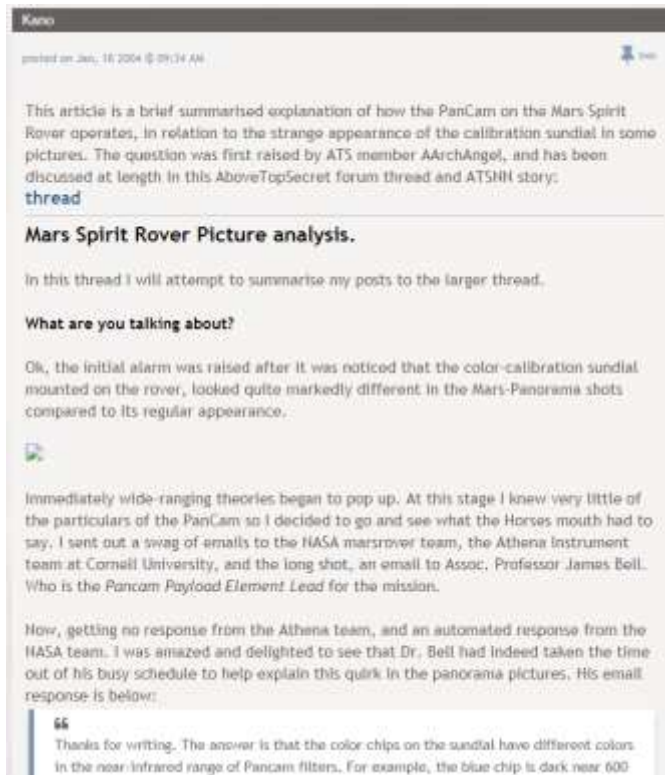 Kano
posted on Jan, 18 2004 @ 09:34 AM
This article is a brief summarised explanation of how the PanCam on the Mars Spirit
Rover operates, in relation to the strange appearance of the calibration sundial in some
pictures. The question was first raised by ATS member AArchAngel, and has been
discussed at length in this AboveTopSecret forum thread and ATSNN story:
thread
Mars Spirit Rover Picture analysis.
In this thread I will attempt to summarise my posts to the larger thread.
What are you talking about?
Ok, the initial alarm was raised after it was noticed that the color-calibration sundial
mounted on the rover, looked quite markedly different in the Mars-Panorama shots
compared to its regular appearance.
Immediately wide-ranging theories began to pop up. At this stage I knew very little of
the particulars of the PanCam so I decided to go and see what the Horses mouth had to
say. I sent out a swag of emails to the NASA marsrover team, the Athena Instrument
team at Cornell University, and the long shot, an email to Assoc. Professor James Bell.
Who is the Pancam Payload Element Lead for the mission.
Now, getting no response from the Athena team, and an automated response from the
NASA team. I was amazed and delighted to see that Dr. Bell had indeed taken the time
out of his busy schedule to help explain this quirk in the panorama pictures. His email
response is below:
Thanks for writing. The answer is that the color chips on the sundial have different colors
in the near-infrared range of Pancam filters. For example, the blue chip is dark near 600